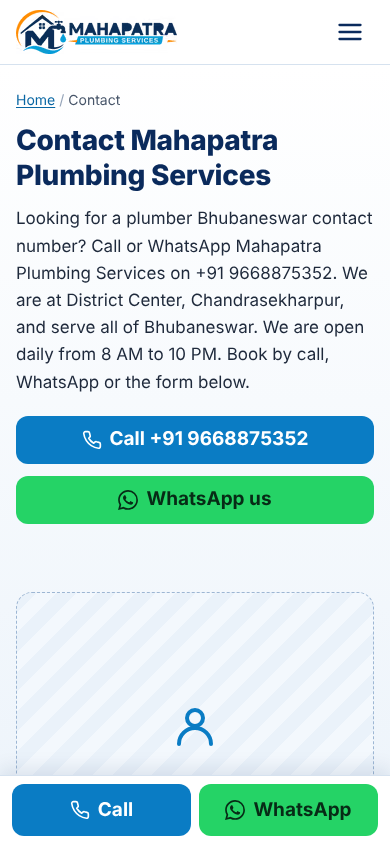 MAHAPATRA
PLUMBING SERVICES
Home / Contact
Contact Mahapatra
Plumbing Services
Looking for a plumber Bhubaneswar contact
number? Call or WhatsApp Mahapatra
Plumbing Services on +91 9668875352. We
are at District Center, Chandrasekharpur,
and serve all of Bhubaneswar. We are open
daily from 8 AM to 10 PM. Book by call,
WhatsApp or the form below.
Call +91 9668875352
WhatsApp us
Call
WhatsApp